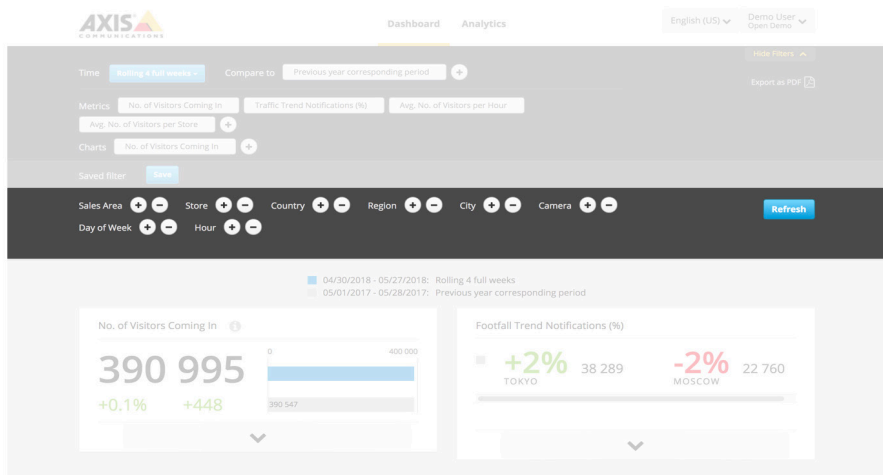 AXIS
COMMUNICATIONS
Dashboard Analytics
English (US) Demo User
Open Demo
Hide Filters
Time Rolling 4 full weeks Compare to Previous year corresponding period +
Export as PDF
Metrics No. of Visitors Coming In Traffic Trend Notifications (%) Avg. No. of Visitors per Hour
Avg. No. of Visitors per Store +
Charts No. of Visitors Coming In +
Saved filter Save
Sales Area + - Store + - Country + - Region + - City + - Camera + -
Refresh
Day of Week + - Hour + -
04/30/2018 - 05/27/2018: Rolling 4 full weeks
05/01/2017 - 05/28/2017: Previous year corresponding period
No. of Visitors Coming In i
0 400 000
390 995
+0.1% +448
390 547
Footfall Trend Notifications (%)
+2% 38 289 -2% 22 760
TOKYO MOSCOW